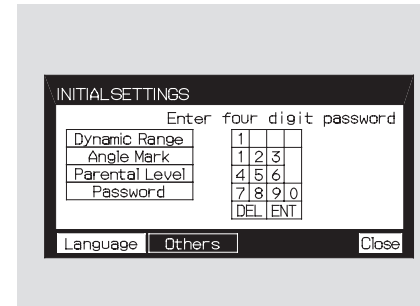 INITIALSETTINGS
Enter four digit password
Dynamic Range
Angle Mark
Parental Level
Password
1
1 2 3
4 5 6
7 8 9 0
DEL ENT
Language Others Close